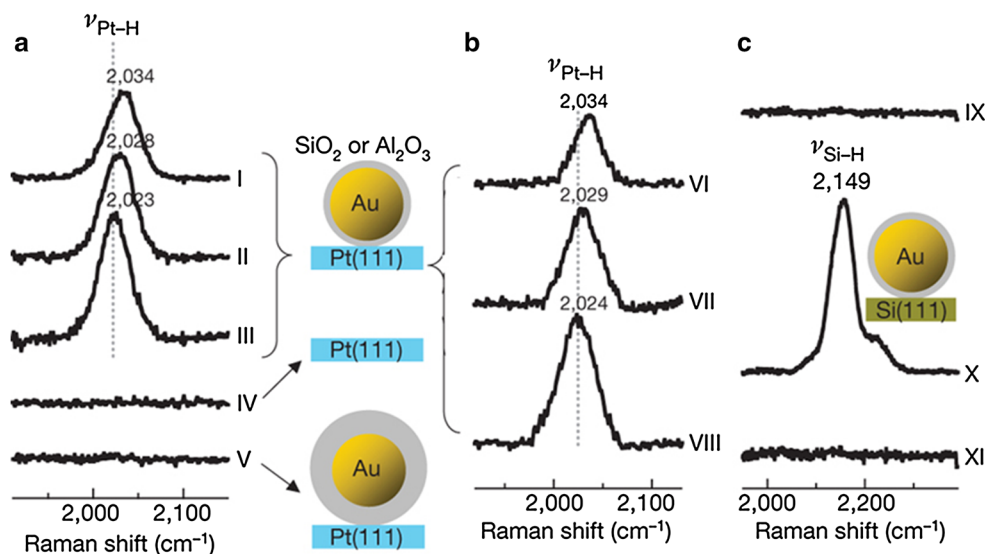 a
νPt–H
2,034
I
2,028
II
2,023
III
IV
V
2,000
2,100
Raman shift (cm⁻¹)
SiO₂ or Al₂O₃
Au
Pt(111)
Pt(111)
Au
Pt(111)
b
νPt–H
2,034
VI
2,029
VII
2,024
VIII
2,000
2,100
Raman shift (cm⁻¹)
c
IX
νSi–H
2,149
Au
Si(111)
X
XI
2,000
2,200
Raman shift (cm⁻¹)